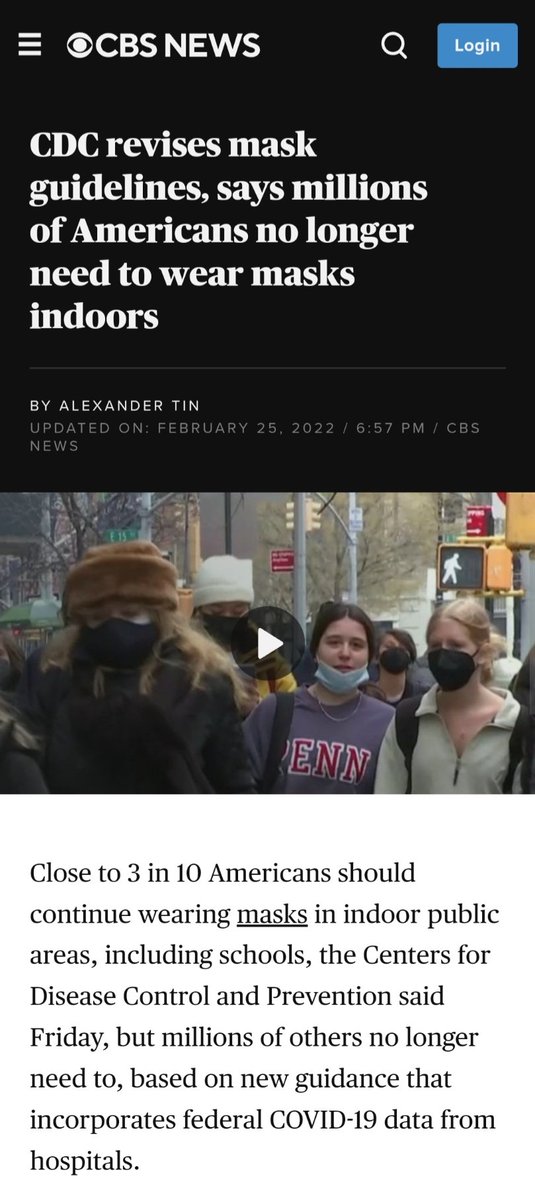 CBS NEWS
Login
CDC revises mask
guidelines, says millions
of Americans no longer
need to wear masks
indoors
BY ALEXANDER TIN
UPDATED ON: FEBRUARY 25, 2022 / 6:57 PM / CBS
NEWS
E 15
PENN
Close to 3 in 10 Americans should
continue wearing masks in indoor public
areas, including schools, the Centers for
Disease Control and Prevention said
Friday, but millions of others no longer
need to, based on new guidance that
incorporates federal COVID-19 data from
hospitals.